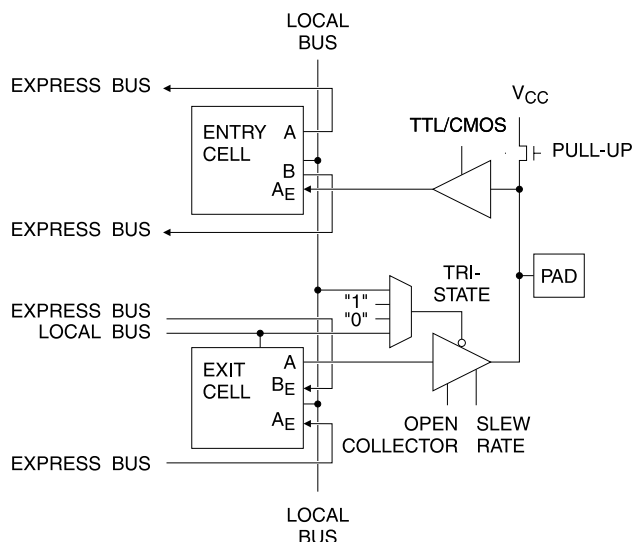 LOCAL
BUS
EXPRESS BUS
VCC
TTL/CMOS
ENTRY
CELL
A
B
AE
PULL-UP
EXPRESS BUS
TRI-
STATE
PAD
"1"
"0"
EXPRESS BUS
LOCAL BUS
EXIT
CELL
A
BE
AE
OPEN
COLLECTOR
SLEW
RATE
EXPRESS BUS
LOCAL
BUS